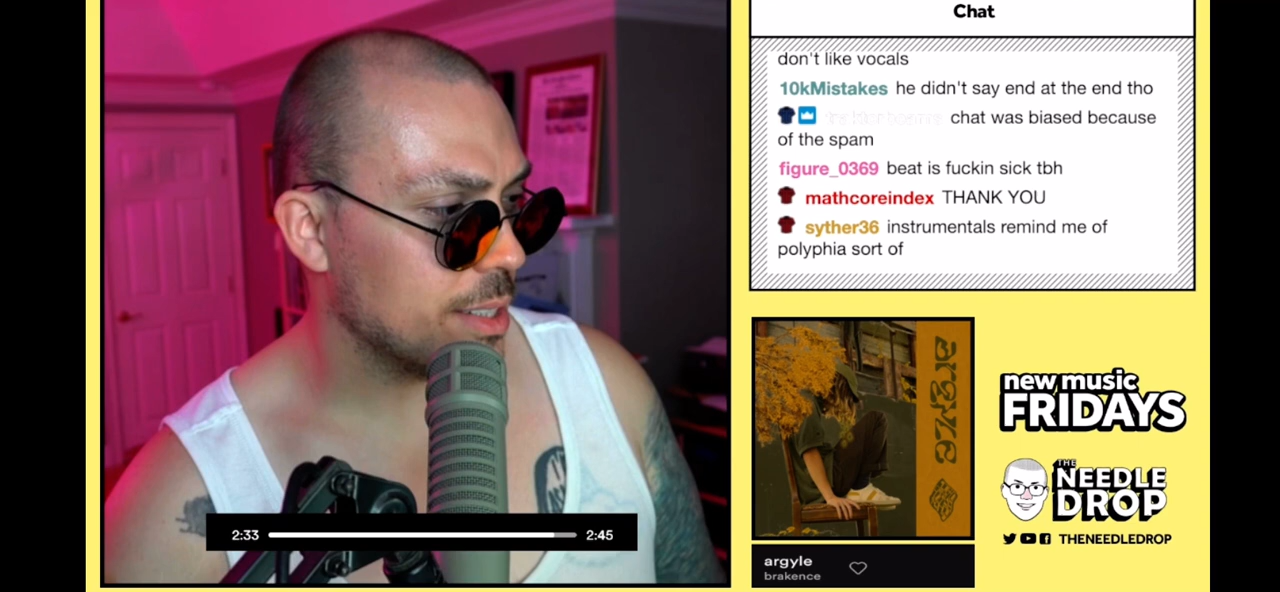 Chat
don't like vocals
10kMistakes he didn't say end at the end tho
chat was biased because
of the spam
figure_0369 beat is fuckin sick tbh
mathcoreindex THANK YOU
syther36 instrumentals remind me of
polyphia sort of
argyle
new music
FRIDAYS
THE
NEEDLE
DROP
THENEEDLEDROP
2:33 2:45
argyle
brakence